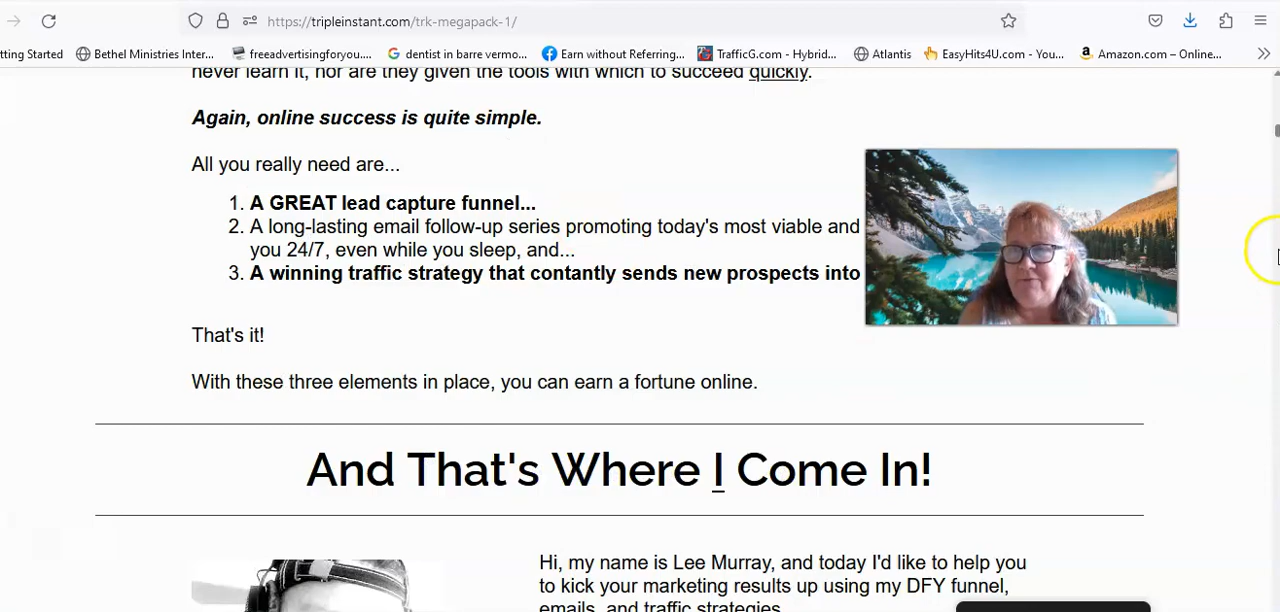 https://tripleinstant.com/trk-megapack-1/
tting Started Bethel Ministries Inter... freeadvertisingforyou.... dentist in barre vermo... Earn without Referring... TrafficG.com - Hybrid... Atlantis EasyHits4U.com - You... Amazon.com – Online...
never learn it, nor are they given the tools with which to succeed quickly.
Again, online success is quite simple.
All you really need are...
1. A GREAT lead capture funnel...
2. A long-lasting email follow-up series promoting today's most viable and
you 24/7, even while you sleep, and...
3. A winning traffic strategy that contantly sends new prospects into
That's it!
With these three elements in place, you can earn a fortune online.
And That's Where I Come In!
Hi, my name is Lee Murray, and today I'd like to help you
to kick your marketing results up using my DFY funnel,
emails, and traffic strategies